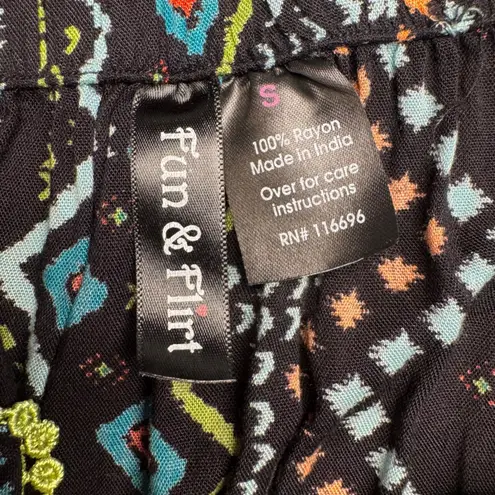 Fun & Flirt
S
100% Rayon
Made in India
Over for care
instructions
RN# 116696